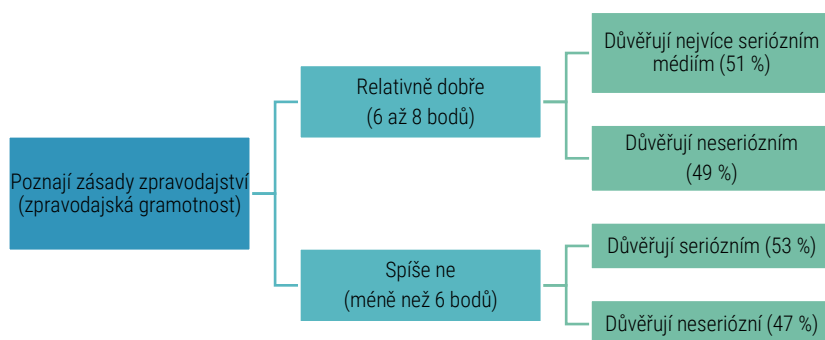 Poznají zásady zpravodajství
(zpravodajská gramotnost)
Relativně dobře
(6 až 8 bodů)
Důvěřují nejvíce seriózním
médiím (51 %)
Důvěřují neseriózním
(49 %)
Spíše ne
(méně než 6 bodů)
Důvěřují seriózním (53 %)
Důvěřují neseriózní (47 %)